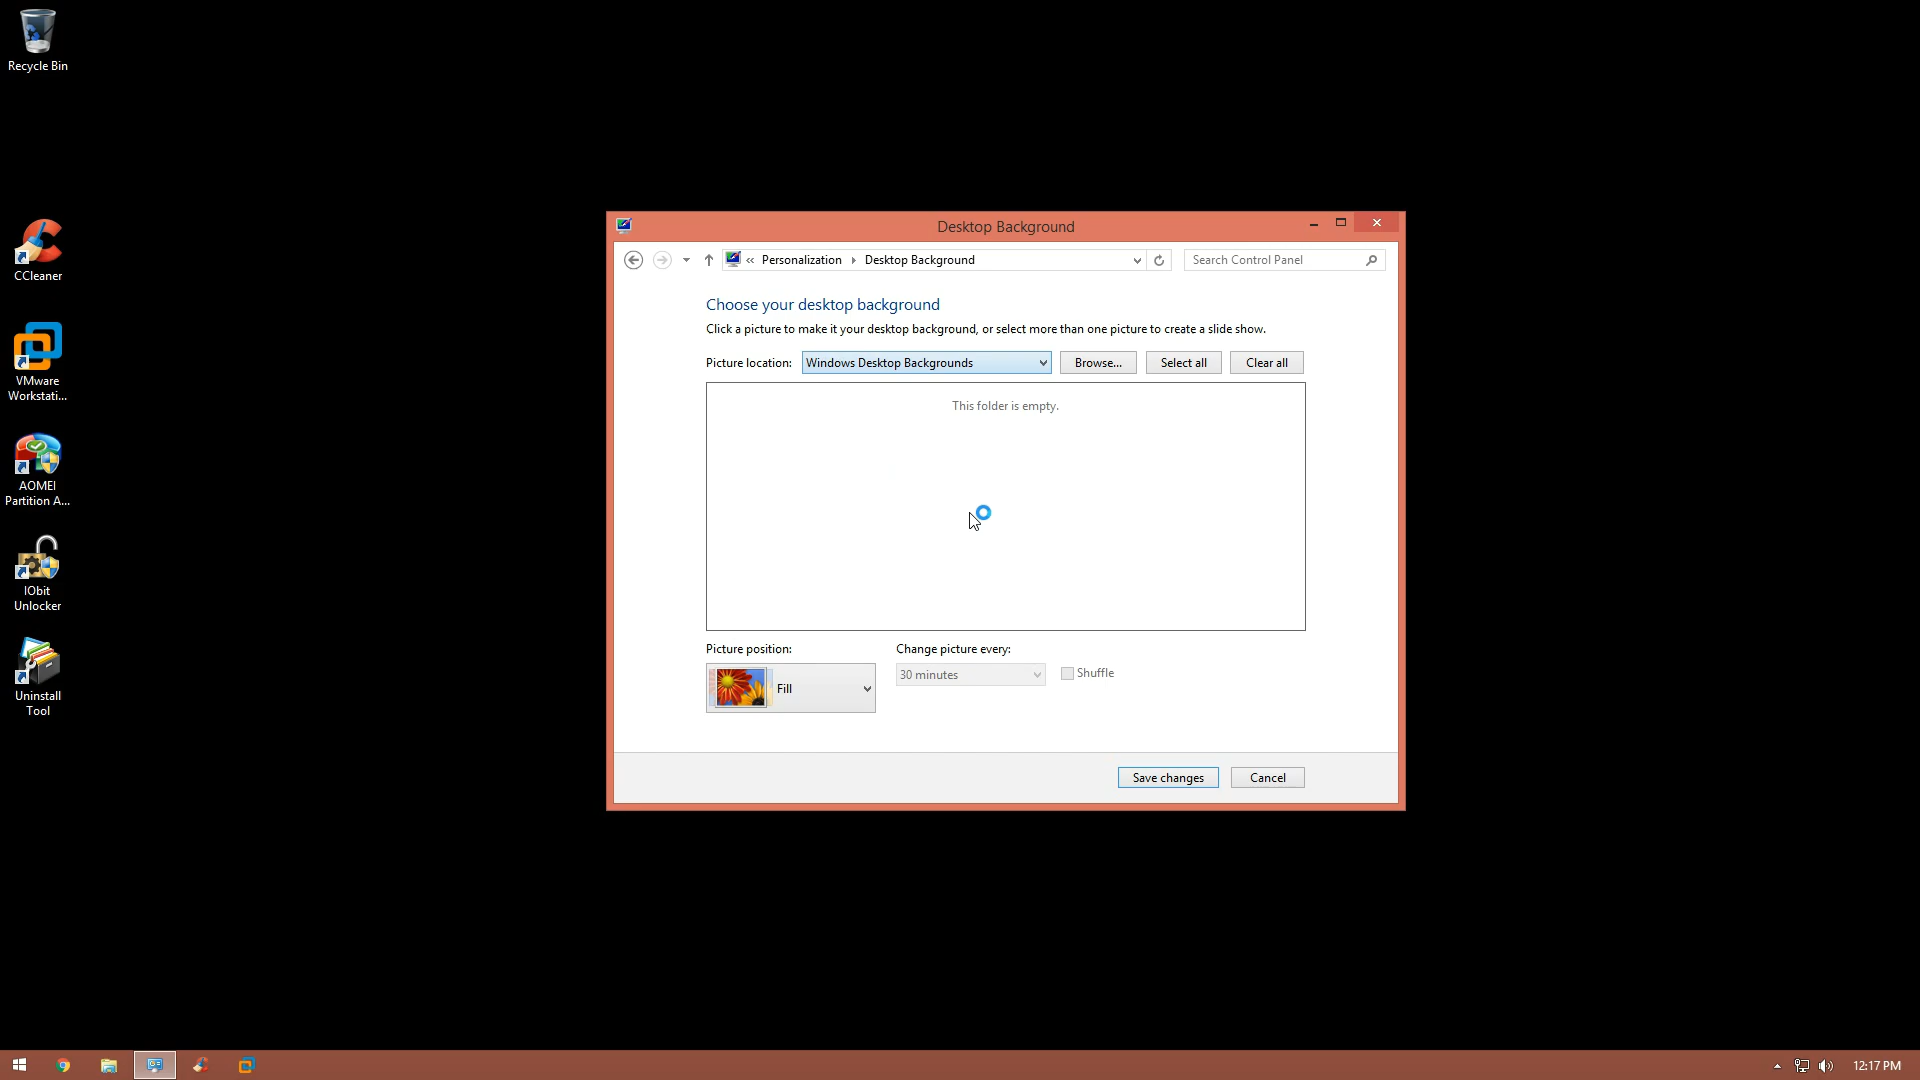 Recycle Bin
CCleaner
VMware
Workstati...
AOMEI
Partition A...
IObit
Unlocker
Uninstall
Tool
Desktop Background
« Personalization Desktop Background
Search Control Panel
Choose your desktop background
Click a picture to make it your desktop background, or select more than one picture to create a slide show.
Picture location: Windows Desktop Backgrounds Browse... Select all Clear all
This folder is empty.
Picture position: Change picture every:
Fill 30 minutes Shuffle
Save changes Cancel
12:17 PM